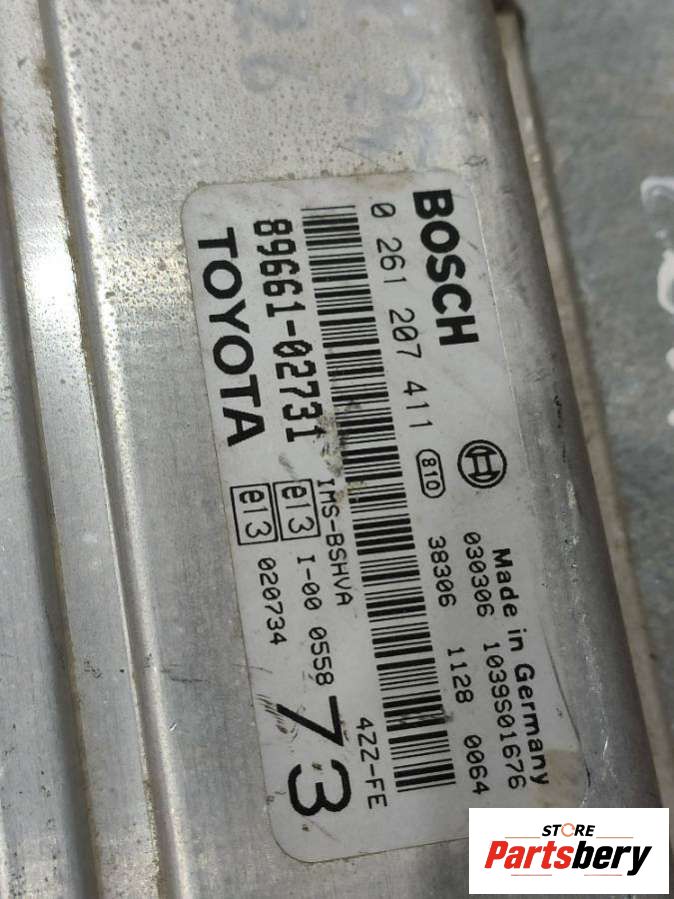 BOSCH
0 261 207 411
810
Made in Germany
030306 1039S01676
38306 1128 0064
89661-02731
IMS-BSHVA
4ZZ-FE
TOYOTA
e13 I-00 0558
e13 020734
73
STORE
Partsbery